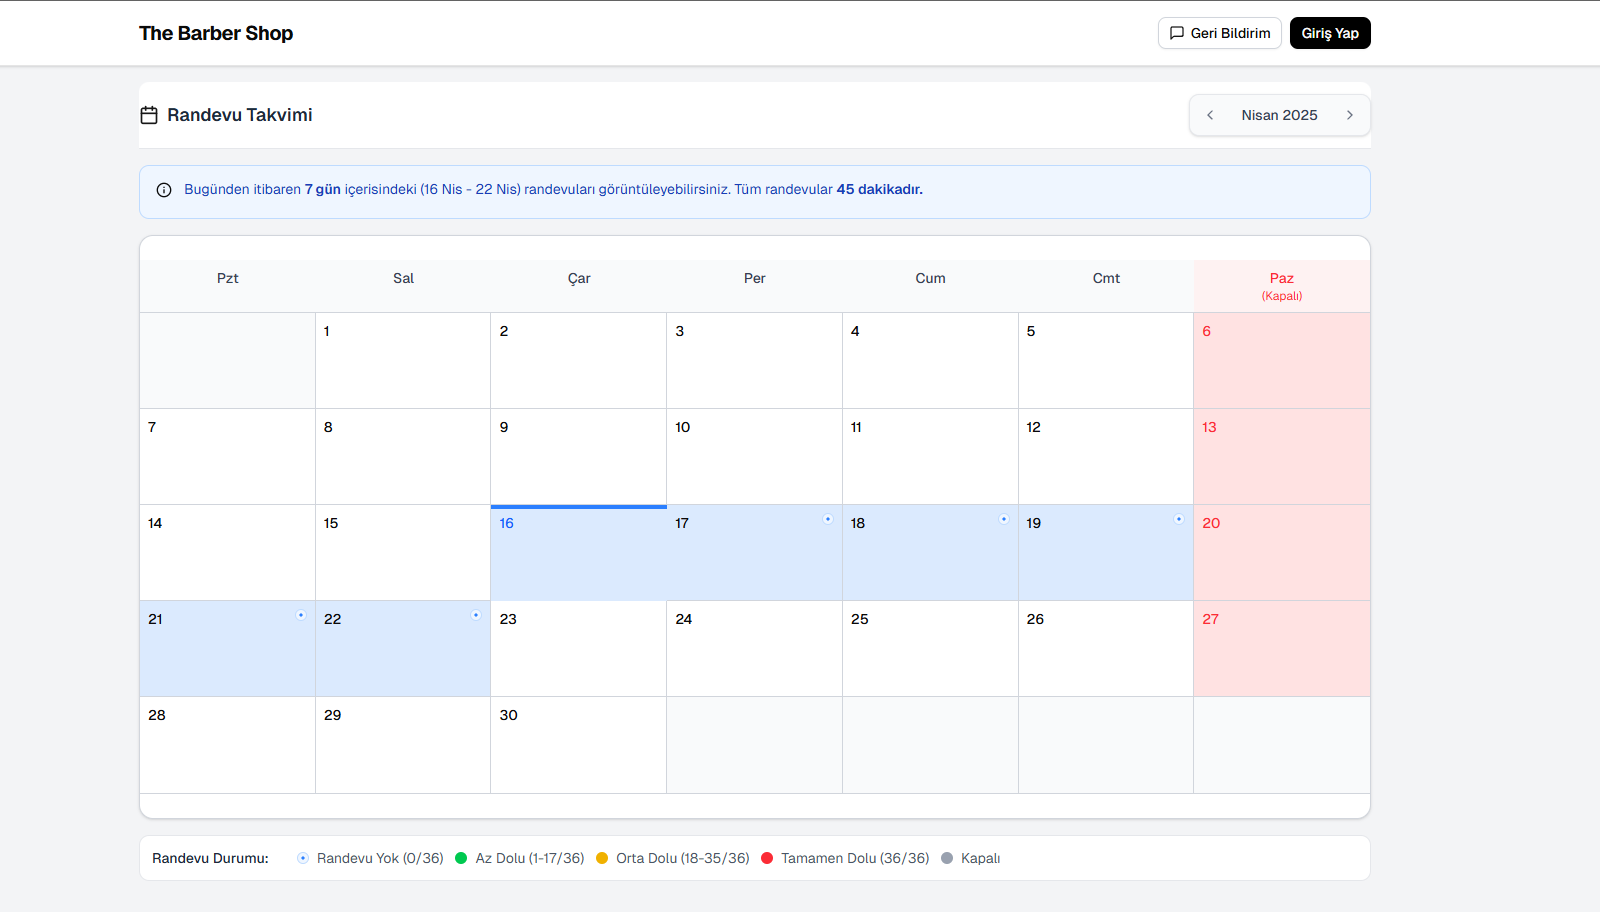 The Barber Shop
Geri Bildirim
Giriş Yap
Randevu Takvimi
Nisan 2025
Bugünden itibaren 7 gün içerisindeki (16 Nis - 22 Nis) randevuları görüntüleyebilirsiniz. Tüm randevular 45 dakikadır.
Pzt Sal Çar Per Cum Cmt Paz
(Kapalı)
1 2 3 4 5 6
7 8 9 10 11 12 13
14 15 16 17 18 19 20
21 22 23 24 25 26 27
28 29 30
Randevu Durumu: Randevu Yok (0/36) Az Dolu (1-17/36) Orta Dolu (18-35/36) Tamamen Dolu (36/36) Kapalı